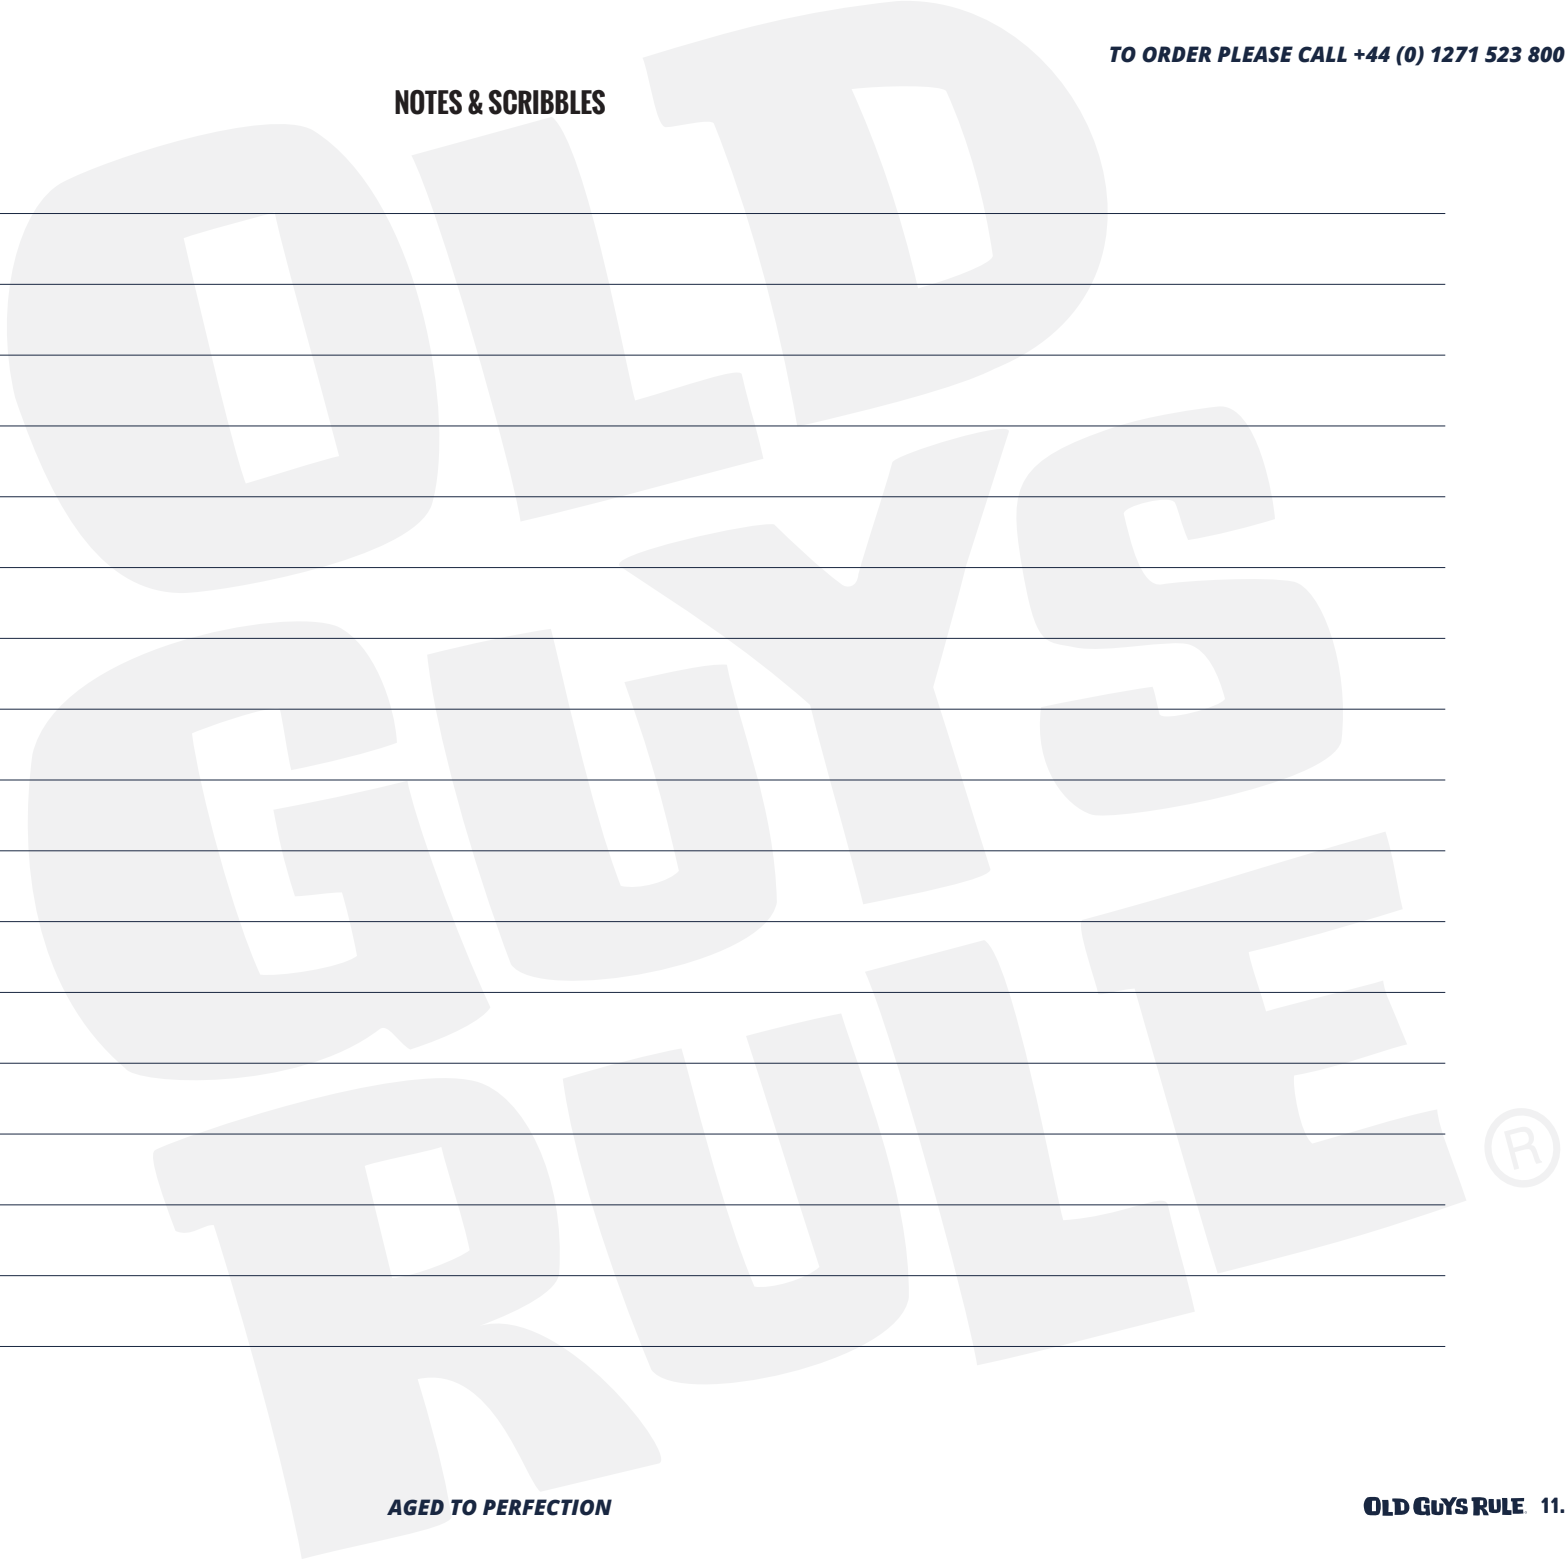 TO ORDER PLEASE CALL +44 (0) 1271 523 800
NOTES & SCRIBBLES
OLD
GUYS
RULE®
AGED TO PERFECTION
OLD GUYS RULE 11.